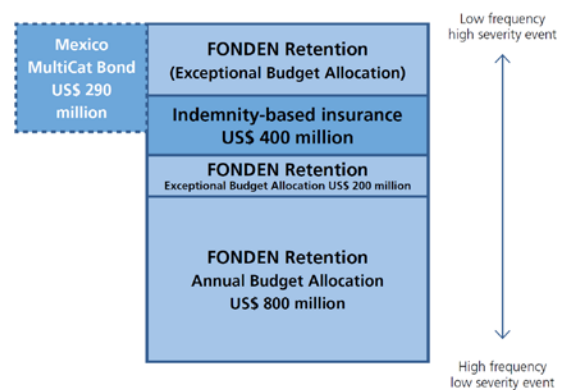 Mexico
MultiCat Bond
US$ 290
million
FONDEN Retention
(Exceptional Budget Allocation)
Indemnity-based insurance
US$ 400 million
FONDEN Retention
Exceptional Budget Allocation US$ 200 million
FONDEN Retention
Annual Budget Allocation
US$ 800 million
Low frequency
high severity event
High frequency
low severity event